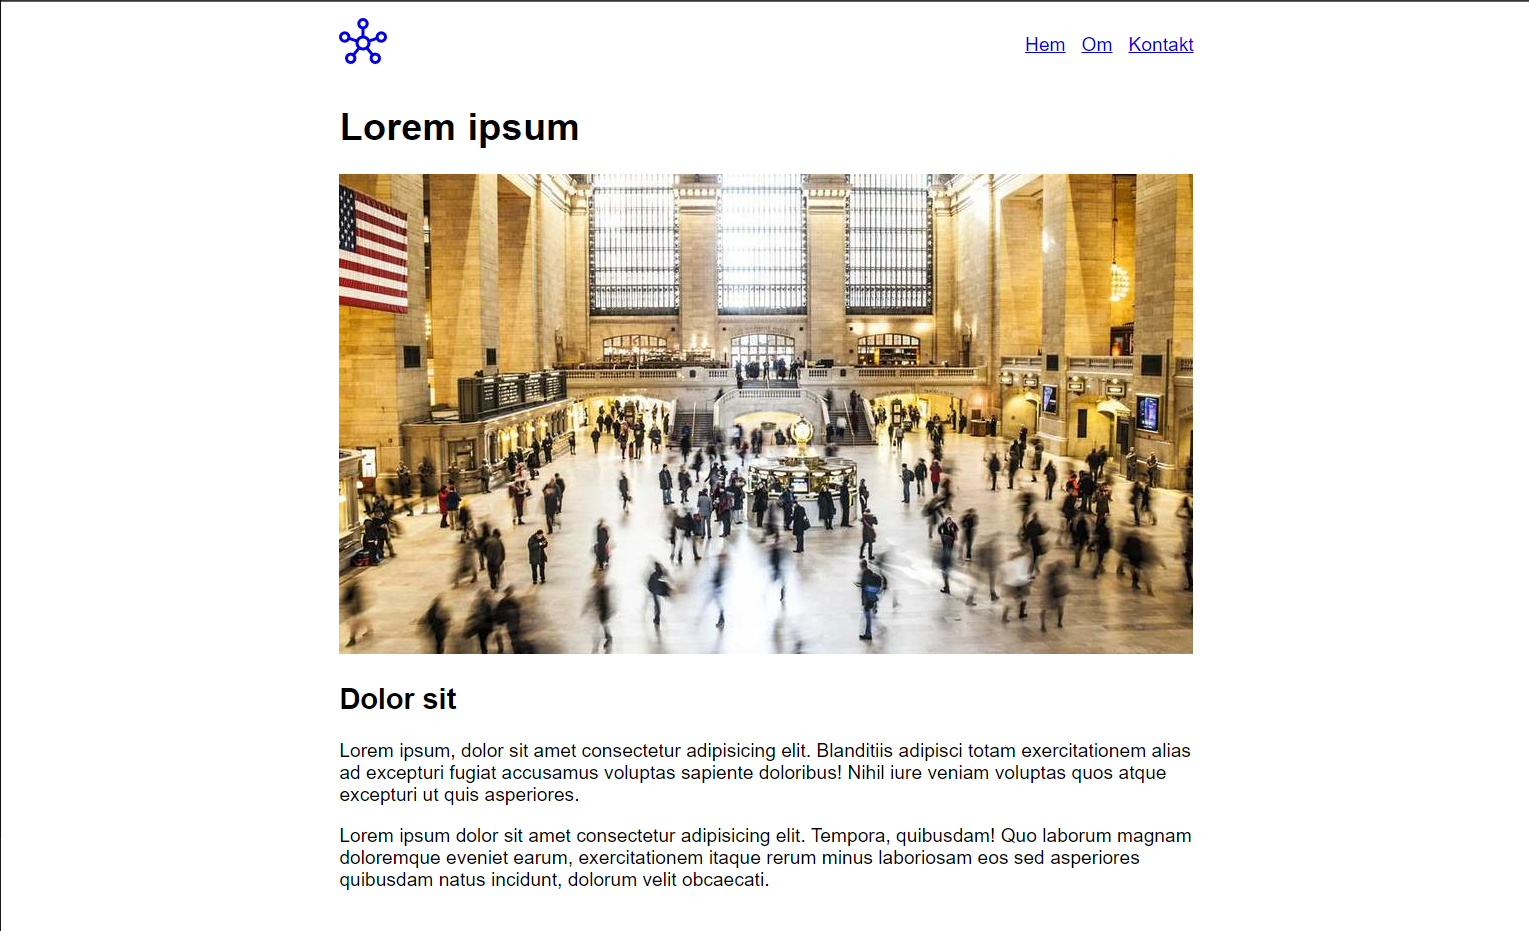 Hem Om Kontakt
Lorem ipsum
Dolor sit
Lorem ipsum, dolor sit amet consectetur adipisicing elit. Blanditiis adipisci totam exercitationem alias
ad excepturi fugiat accusamus voluptas sapiente doloribus! Nihil iure veniam voluptas quos atque
excepturi ut quis asperiores.
Lorem ipsum dolor sit amet consectetur adipisicing elit. Tempora, quibusdam! Quo laborum magnam
doloremque eveniet earum, exercitationem itaque rerum minus laboriosam eos sed asperiores
quibusdam natus incidunt, dolorum velit obcaecati.